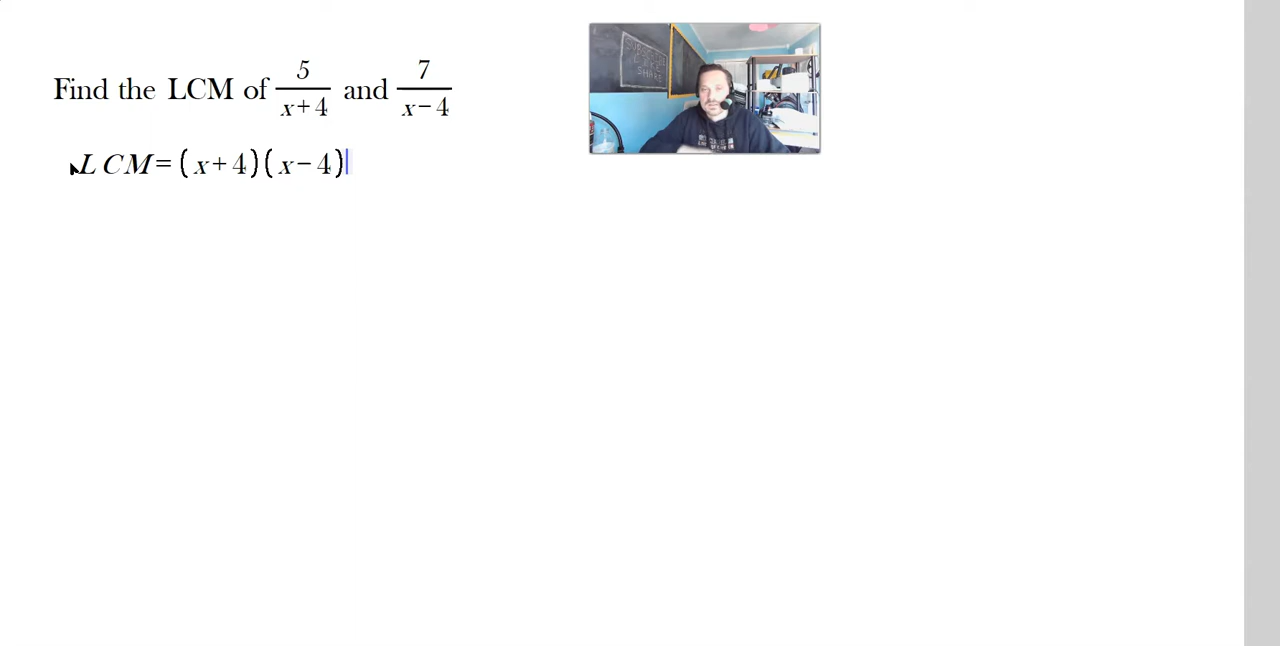 Find the LCM of 5/(x+4) and 7/(x−4)
LCM=(x+4)(x−4)